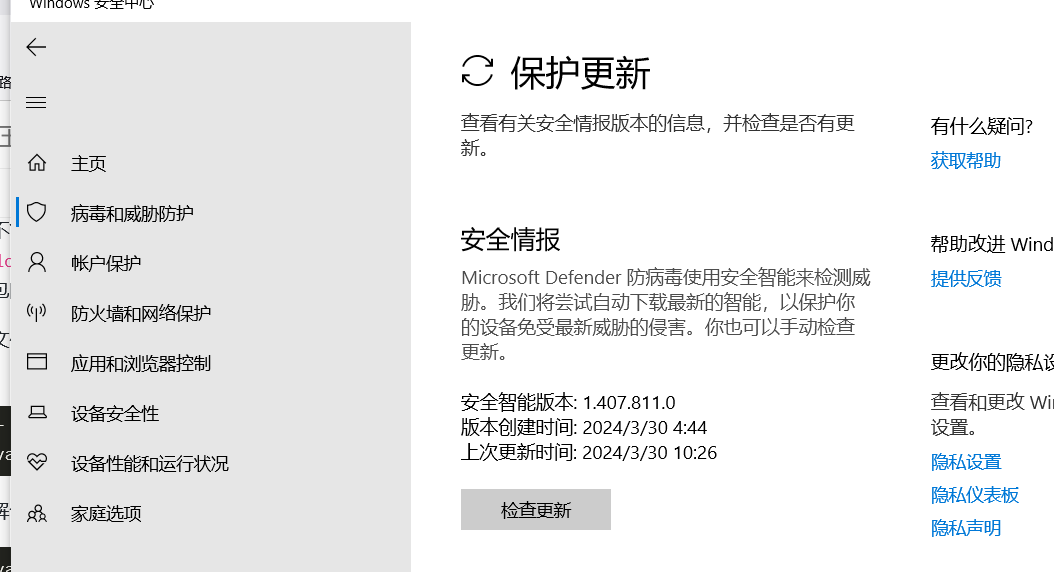 Windows 安全中心
主页
病毒和威胁防护
帐户保护
防火墙和网络保护
应用和浏览器控制
设备安全性
设备性能和运行状况
家庭选项
保护更新
查看有关安全情报版本的信息，并检查是否有更
新。
安全情报
Microsoft Defender 防病毒使用安全智能来检测威
胁。我们将尝试自动下载最新的智能，以保护你
的设备免受最新威胁的侵害。你也可以手动检查
更新。
安全智能版本: 1.407.811.0
版本创建时间: 2024/3/30 4:44
上次更新时间: 2024/3/30 10:26
检查更新
有什么疑问?
获取帮助
帮助改进 Wind
提供反馈
更改你的隐私设
查看和更改 Wi
设置。
隐私设置
隐私仪表板
隐私声明